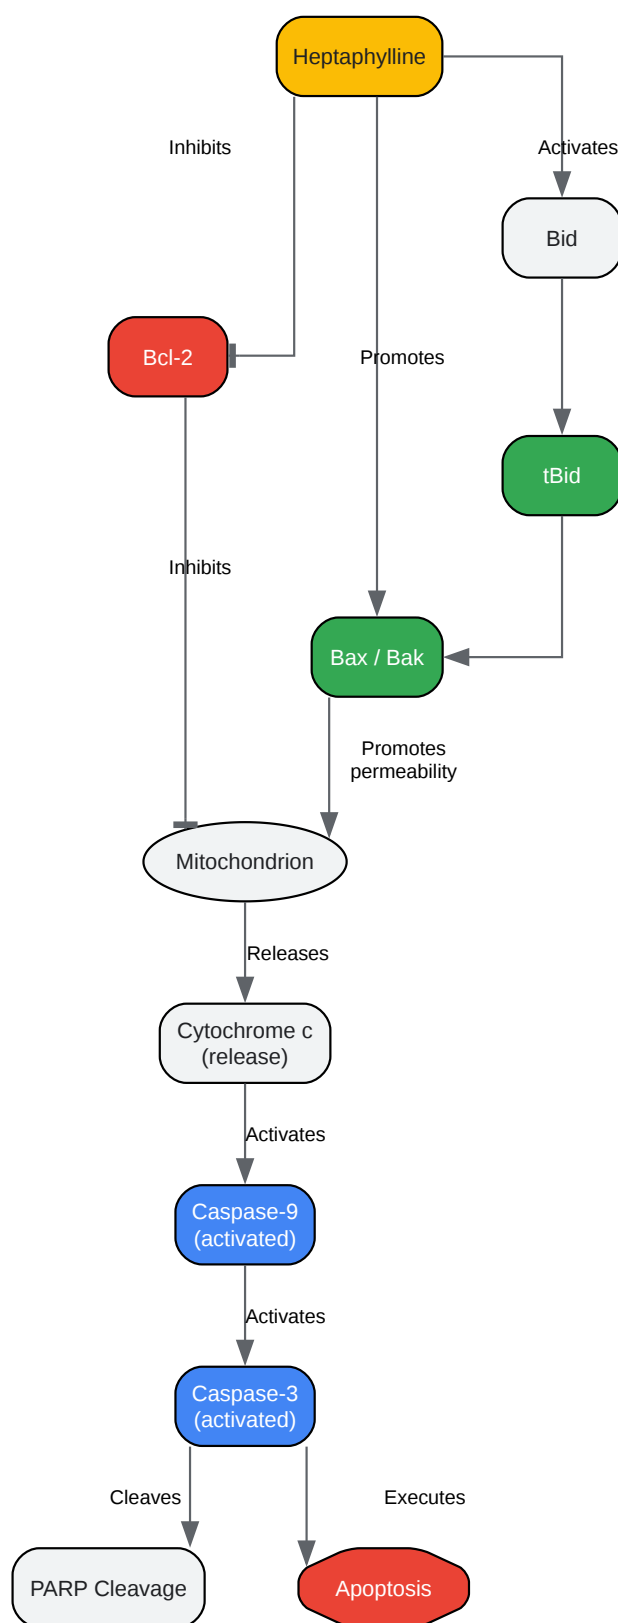 Heptaphylline
Inhibits
Activates
Bid
Bcl-2
Promotes
tBid
Inhibits
Bax / Bak
Promotes
permeability
Mitochondrion
Releases
Cytochrome c
(release)
Activates
Caspase-9
(activated)
Activates
Caspase-3
(activated)
Cleaves
Executes
PARP Cleavage
Apoptosis